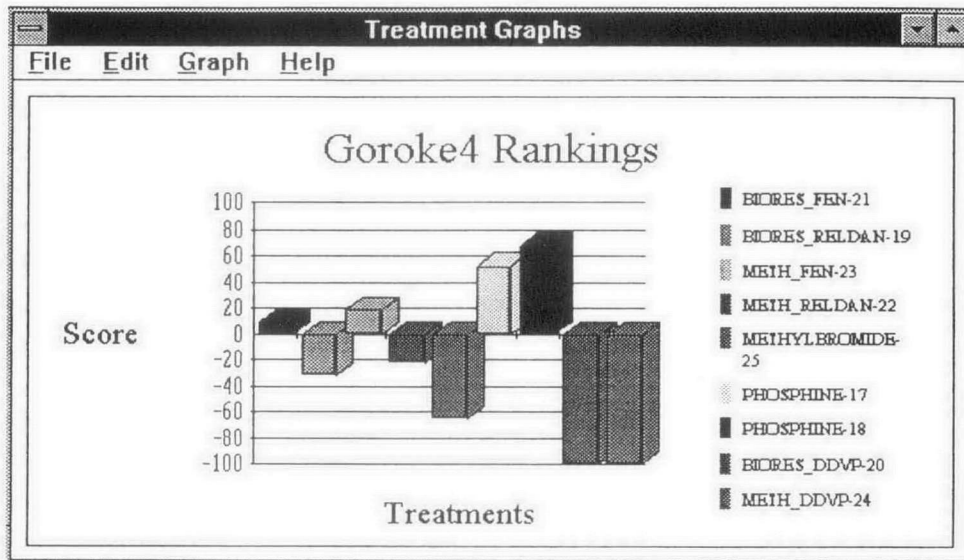 Treatment Graphs
File Edit Graph Help
Goroke4 Rankings
100
80
60
40
20
0
-20
-40
-60
-80
-100
Score
Treatments
BIORES_FEN-21
BIORES_RELDAN-19
METH_FEN-23
METH_RELDAN-22
METHYLBROMIDE-
25
PHOSPHINE-17
PHOSPHINE-18
BIORES_DDVP-20
METH_DDVP-24